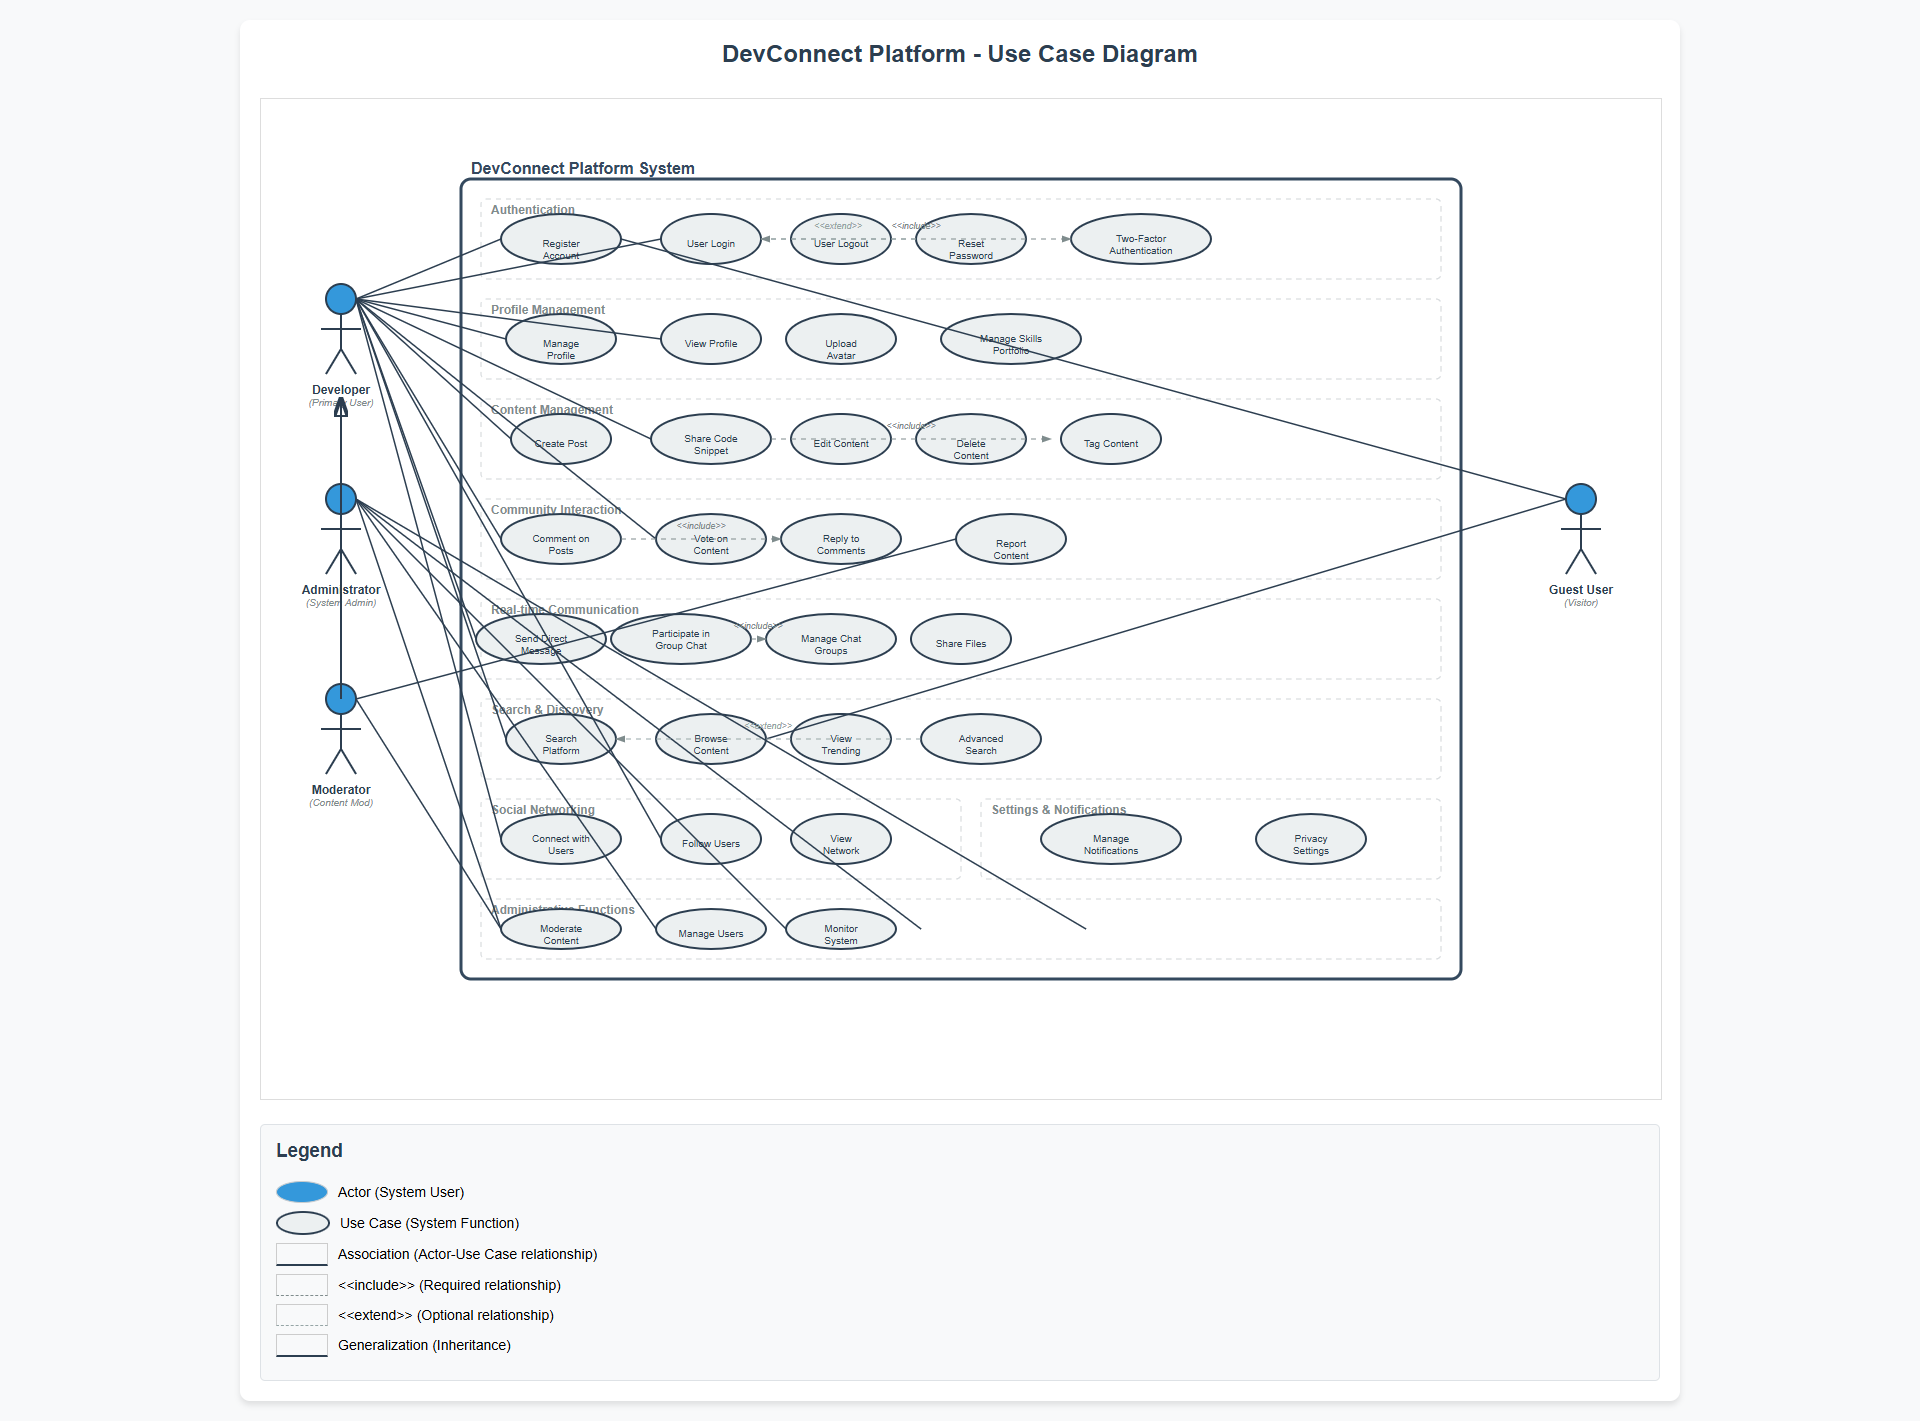 DevConnect Platform - Use Case Diagram
DevConnect Platform System
Authentication
Register
Account
User Login
<<extend>>
User Logout
<<include>>
Reset
Password
Two-Factor
Authentication
Profile Management
Manage
Profile
View Profile
Upload
Avatar
Manage Skills
Portfolio
Developer
(Primary User)
Content Management
Create Post
Share Code
Snippet
Edit Content
<<include>>
Delete
Content
Tag Content
Community Interaction
Comment on
Posts
<<include>>
Vote on
Content
Reply to
Comments
Report
Content
Administrator
(System Admin)
Guest User
(Visitor)
Real-time Communication
Send Direct
Message
Participate in
Group Chat
<<include>>
Manage Chat
Groups
Share Files
Search & Discovery
Search
Platform
Browse
Content
<<extend>>
View
Trending
Advanced
Search
Moderator
(Content Mod)
Social Networking
Connect with
Users
Follow Users
View
Network
Settings & Notifications
Manage
Notifications
Privacy
Settings
Administrative Functions
Moderate
Content
Manage Users
Monitor
System
Legend
Actor (System User)
Use Case (System Function)
Association (Actor-Use Case relationship)
<<include>> (Required relationship)
<<extend>> (Optional relationship)
Generalization (Inheritance)